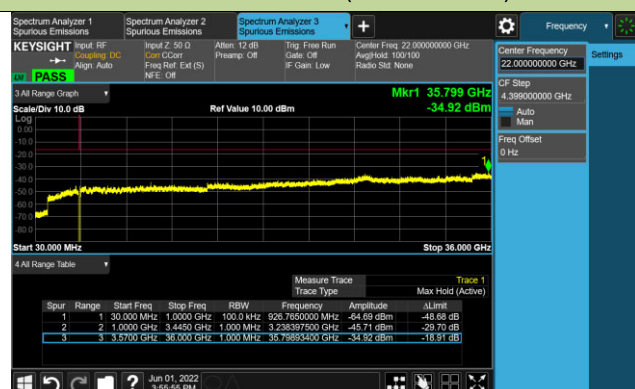 Spectrum Analyzer 1
Spurious Emissions
Spectrum Analyzer 2
Spurious Emissions
Spectrum Analyzer 3
Spurious Emissions
Frequency
KEYSIGHT
Input: RF
Coupling: DC
Align: Auto
Input Z: 50 Ω
Corr CCorr
Freq Ref: Ext (S)
NFE: Off
Atten: 12 dB
Preamp: Off
Trig: Free Run
Gate: Off
IF Gain: Low
Center Freq: 22.000000000 GHz
Avg|Hold: 100/100
Radio Std: None
PASS
Center Frequency
22.000000000 GHz
Settings
CF Step
4.399000000 GHz
Auto
Man
Freq Offset
0 Hz
3 All Range Graph
Mkr1 35.799 GHz
-34.92 dBm
Scale/Div 10.0 dB
Ref Value 10.00 dBm
Log
0.00
-10.0
-20.0
-30.0
-40.0
-50.0
-60.0
-70.0
-80.0
1
Start 30.000 MHz
Stop 36.000 GHz
4 All Range Table
Measure Trace Trace 1
Trace Type Max Hold (Active)
Spur Range Start Freq Stop Freq RBW Frequency Amplitude ΔLimit
1 1 30.000 MHz 1.0000 GHz 100.0 kHz 926.7650000 MHz -64.69 dBm -48.68 dB
2 2 1.0000 GHz 3.4450 GHz 1.000 MHz 3.238397500 GHz -45.71 dBm -29.70 dB
3 3 3.5700 GHz 36.000 GHz 1.000 MHz 35.79893400 GHz -34.92 dBm -18.91 dB
Jun 01, 2022
3:55:55 PM